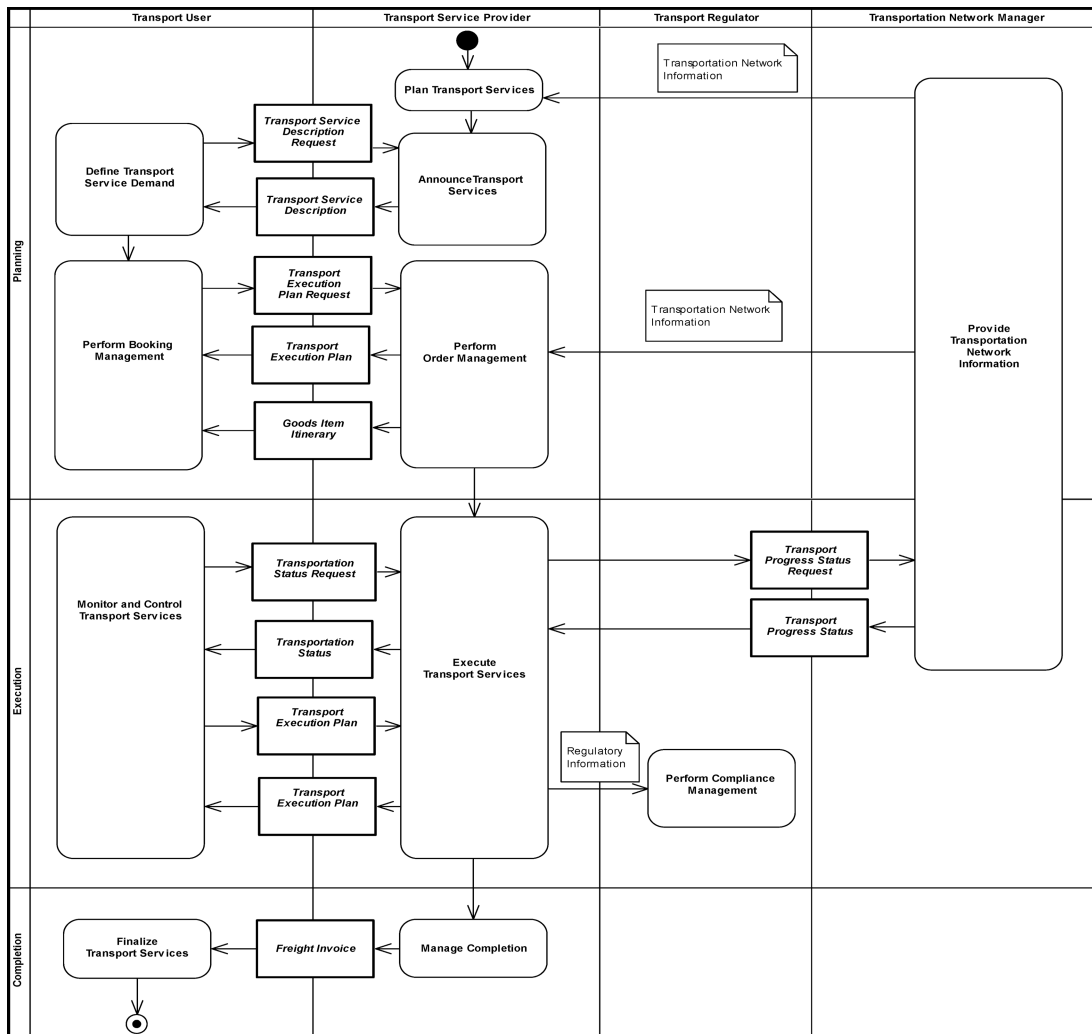 Transport User
Transport Service Provider
Transport Regulator
Transportation Network Manager
Planning
Transportation Network
Information
Plan Transport Services
Transport Service
Description
Request
Define Transport
Service Demand
AnnounceTransport
Services
Transport Service
Description
Transport
Execution
Plan Request
Transportation Network
Information
Perform Booking
Management
Transport
Execution Plan
Perform
Order Management
Provide
Transportation
Network
Information
Goods Item
Itinerary
Execution
Transportation
Status Request
Transport
Progress Status
Request
Monitor and Control
Transport Services
Transport
Progress Status
Transportation
Status
Execute
Transport Services
Transport
Execution Plan
Regulatory
Information
Perform Compliance
Management
Transport
Execution Plan
Completion
Finalize
Transport Services
Freight Invoice
Manage Completion